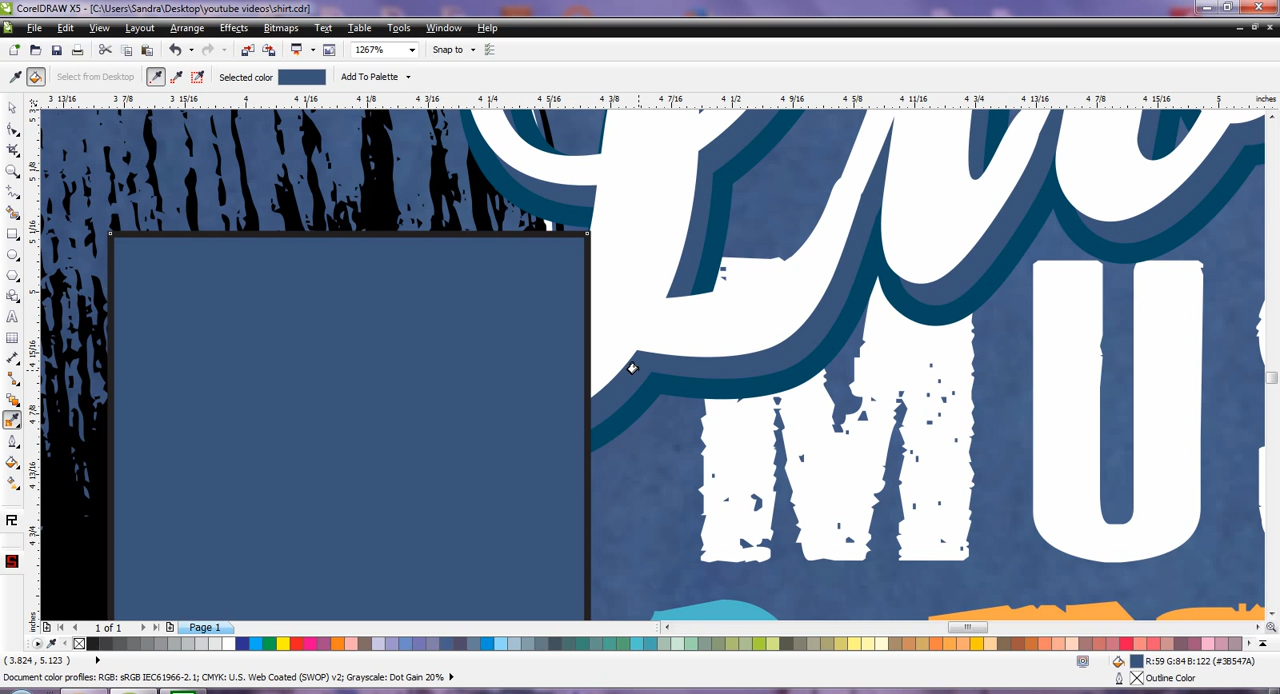 CorelDRAW X5 - [C:\Users\Sandra\Desktop\youtube videos\shirt.cdr]
File Edit View Layout Arrange Effects Bitmaps Text Table Tools Window Help
1267% Snap to
Select from Desktop Selected color Add To Palette
3 13/16 3 7/8 3 15/16 4 4 1/16 4 1/8 4 3/16 4 1/4 4 5/16 4 3/8 4 7/16 4 1/2 4 9/16 4 5/8 4 11/16 4 3/4 4 13/16 4 7/8 4 15/16 5 inches
MU
1 of 1 Page 1
(3.824 , 5.123 ) R:59 G:84 B:122 (#3B547A)
Document color profiles: RGB: sRGB IEC61966-2.1; CMYK: U.S. Web Coated (SWOP) v2; Grayscale: Dot Gain 20% Outline Color